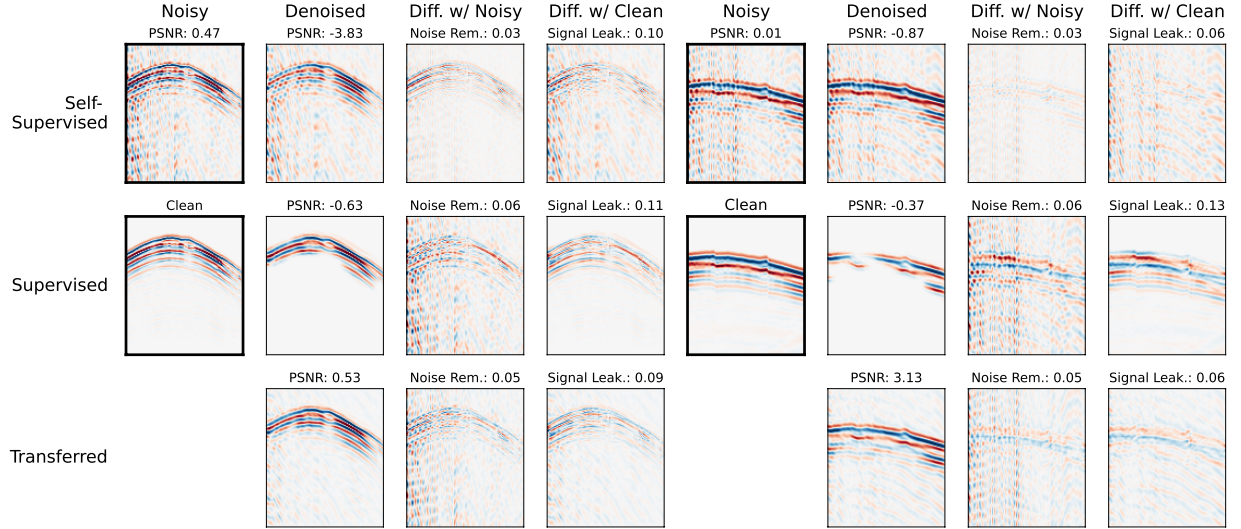 Noisy Denoised Diff. w/ Noisy Diff. w/ Clean Noisy Denoised Diff. w/ Noisy Diff. w/ Clean
PSNR: 0.47 PSNR: -3.83 Noise Rem.: 0.03 Signal Leak.: 0.10 PSNR: 0.01 PSNR: -0.87 Noise Rem.: 0.03 Signal Leak.: 0.06
Self-
Supervised
Clean PSNR: -0.63 Noise Rem.: 0.06 Signal Leak.: 0.11 Clean PSNR: -0.37 Noise Rem.: 0.06 Signal Leak.: 0.13
Supervised
PSNR: 0.53 Noise Rem.: 0.05 Signal Leak.: 0.09 PSNR: 3.13 Noise Rem.: 0.05 Signal Leak.: 0.06
Transferred